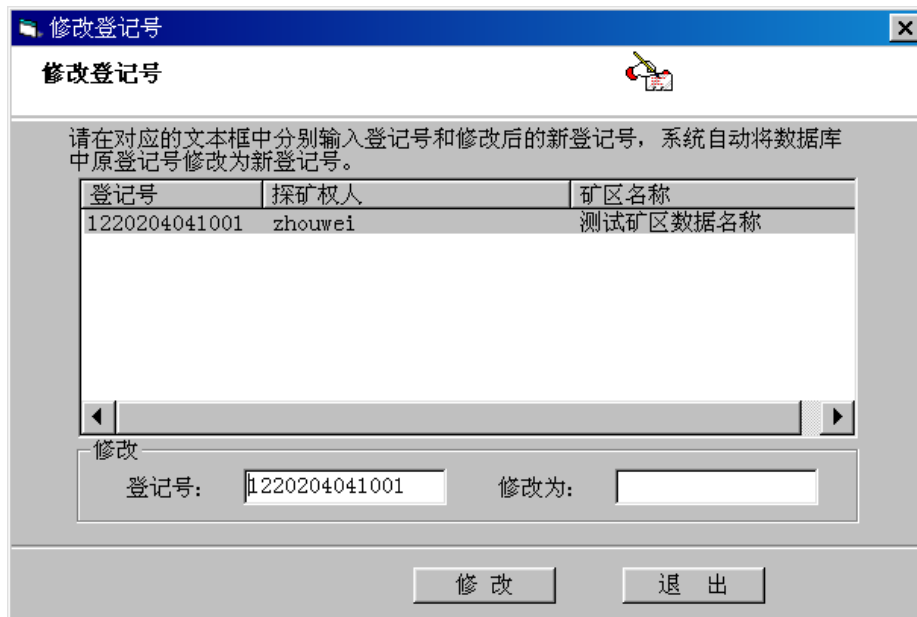 修改登记号
修改登记号
请在对应的文本框中分别输入登记号和修改后的新登记号，系统自动将数据库
中原登记号修改为新登记号。
登记号 探矿权人 矿区名称
1220204041001 zhouwei 测试矿区数据名称
修改
登记号： 1220204041001 修改为：
修 改 退 出